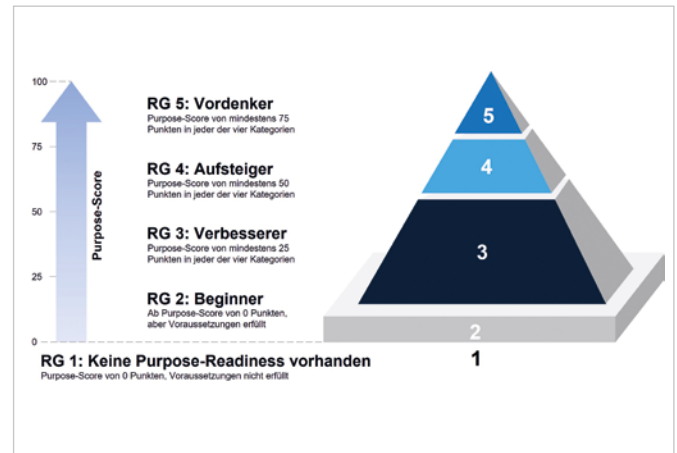 100
75
50
25
0
Purpose-Score
RG 5: Vordenker
Purpose-Score von mindestens 75
Punkten in jeder der vier Kategorien
RG 4: Aufsteiger
Purpose-Score von mindestens 50
Punkten in jeder der vier Kategorien
RG 3: Verbesserer
Purpose-Score von mindestens 25
Punkten in jeder der vier Kategorien
RG 2: Beginner
Ab Purpose-Score von 0 Punkten,
aber Voraussetzungen erfüllt
RG 1: Keine Purpose-Readiness vorhanden
Purpose-Score von 0 Punkten, Voraussetzungen nicht erfüllt
5
4
3
2
1